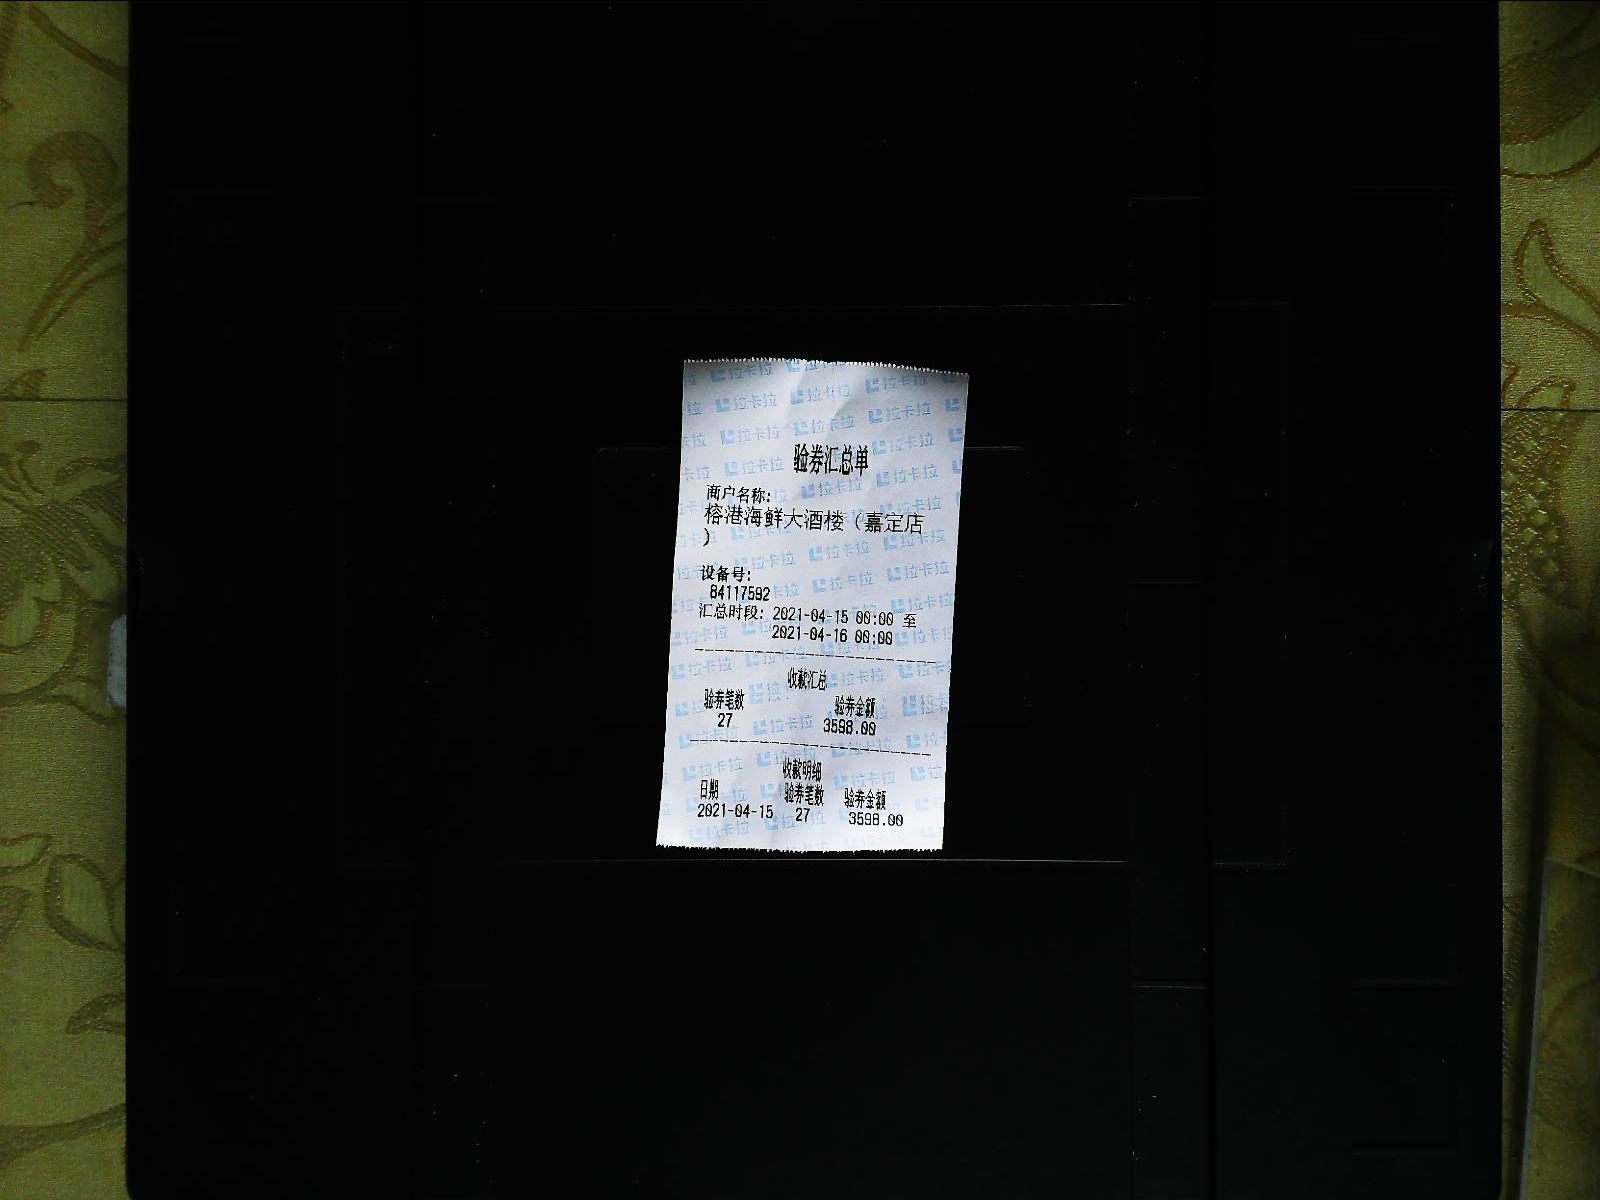 验券汇总单
商户名称:
榕港海鲜大酒楼（嘉定店
）
设备号:
84117592
汇总时段: 2021-04-15 00:00 至
2021-04-16 00:00
收款汇总
验券笔数 验券金额
27 3598.00
收款明细
日期 验券笔数 验券金额
2021-04-15 27 3598.00
拉卡拉